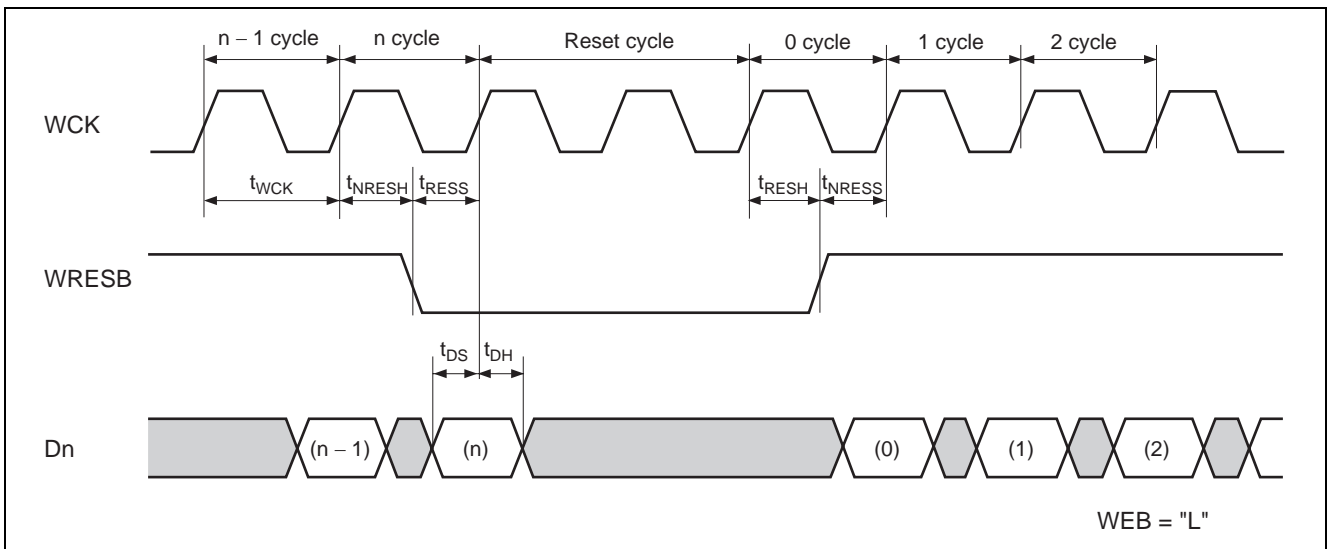 n – 1 cycle n cycle Reset cycle 0 cycle 1 cycle 2 cycle
WCK
tWCK tNRESH tRESS tRESH tNRESS
WRESB
tDS tDH
Dn (n – 1) (n) (0) (1) (2)
WEB = "L"